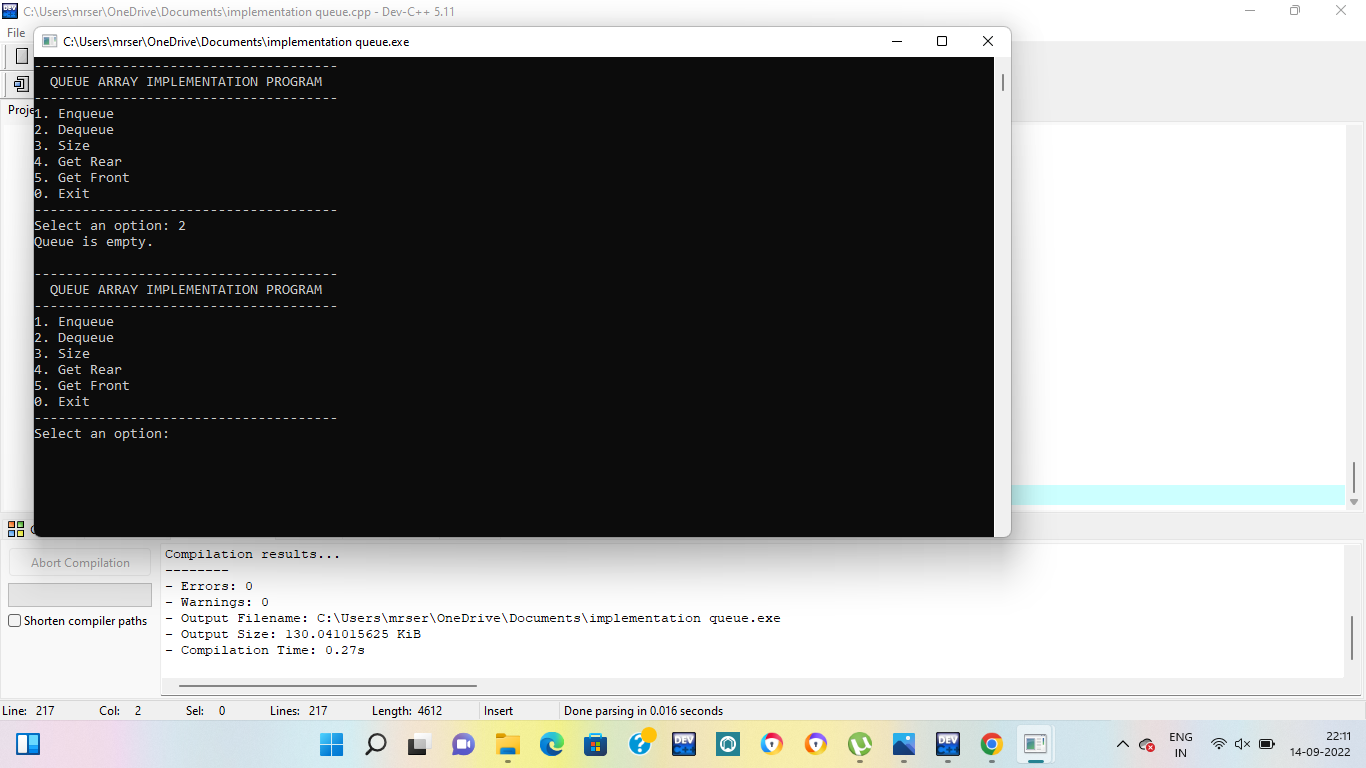 C:\Users\mrser\OneDrive\Documents\implementation queue.cpp - Dev-C++ 5.11
File
C:\Users\mrser\OneDrive\Documents\implementation queue.exe
--------------------------------------
QUEUE ARRAY IMPLEMENTATION PROGRAM
--------------------------------------
Proje
1. Enqueue
2. Dequeue
3. Size
4. Get Rear
5. Get Front
0. Exit
--------------------------------------
Select an option: 2
Queue is empty.
--------------------------------------
QUEUE ARRAY IMPLEMENTATION PROGRAM
--------------------------------------
1. Enqueue
2. Dequeue
3. Size
4. Get Rear
5. Get Front
0. Exit
--------------------------------------
Select an option:
Abort Compilation
Shorten compiler paths
Compilation results...
--------
- Errors: 0
- Warnings: 0
- Output Filename: C:\Users\mrser\OneDrive\Documents\implementation queue.exe
- Output Size: 130.041015625 KiB
- Compilation Time: 0.27s
Line: 217 Col: 2 Sel: 0 Lines: 217 Length: 4612 Insert Done parsing in 0.016 seconds
DEV
DEV
ENG
IN
22:11
14-09-2022